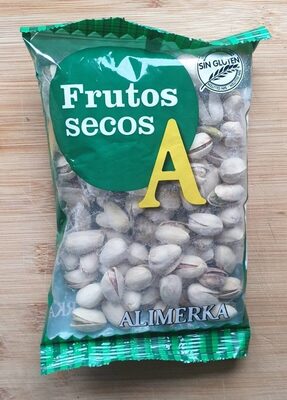 SIN GLUTEN
Frutos
secos
A
ALIMERKA